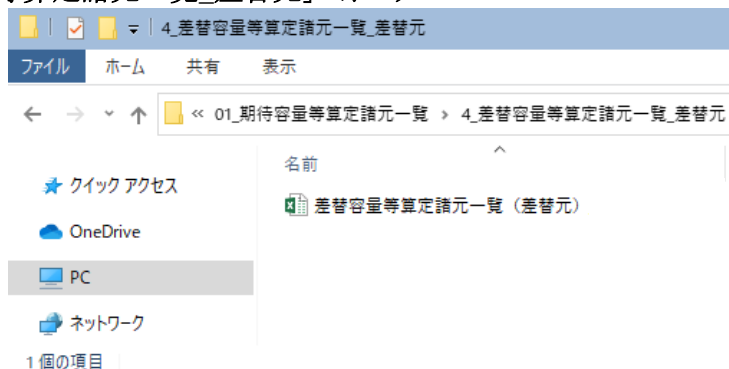 4_差替容量等算定諸元一覧_差替元
ファイル ホーム 共有 表示
« 01_期待容量等算定諸元一覧 › 4_差替容量等算定諸元一覧_差替元
名前
クイック アクセス
差替容量等算定諸元一覧（差替元）
OneDrive
PC
ネットワーク
1 個の項目